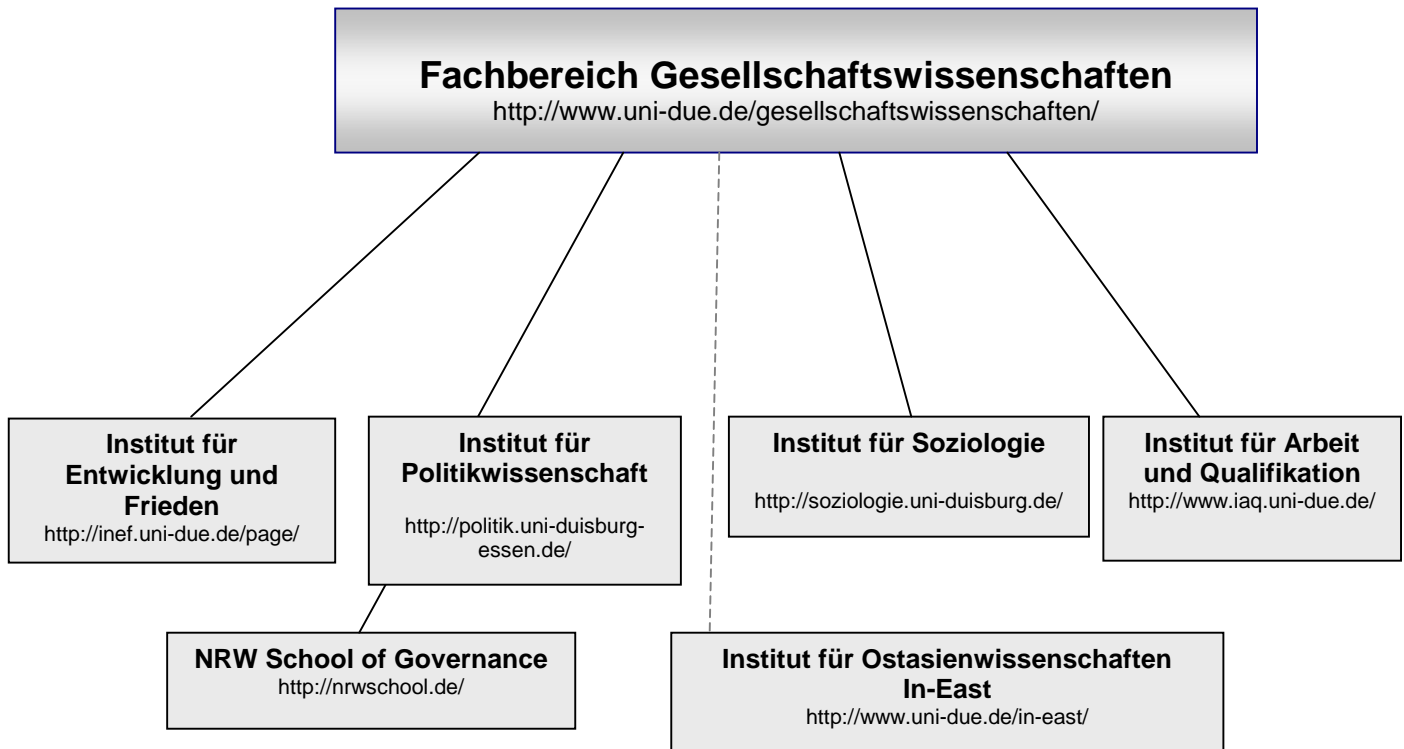 Fachbereich Gesellschaftswissenschaften
http://www.uni-due.de/gesellschaftswissenschaften/
Institut für
Entwicklung und
Frieden
http://inef.uni-due.de/page/
Institut für
Politikwissenschaft
http://politik.uni-duisburg-
essen.de/
Institut für Soziologie
http://soziologie.uni-duisburg.de/
Institut für Arbeit
und Qualifikation
http://www.iaq.uni-due.de/
NRW School of Governance
http://nrwschool.de/
Institut für Ostasienwissenschaften
In-East
http://www.uni-due.de/in-east/